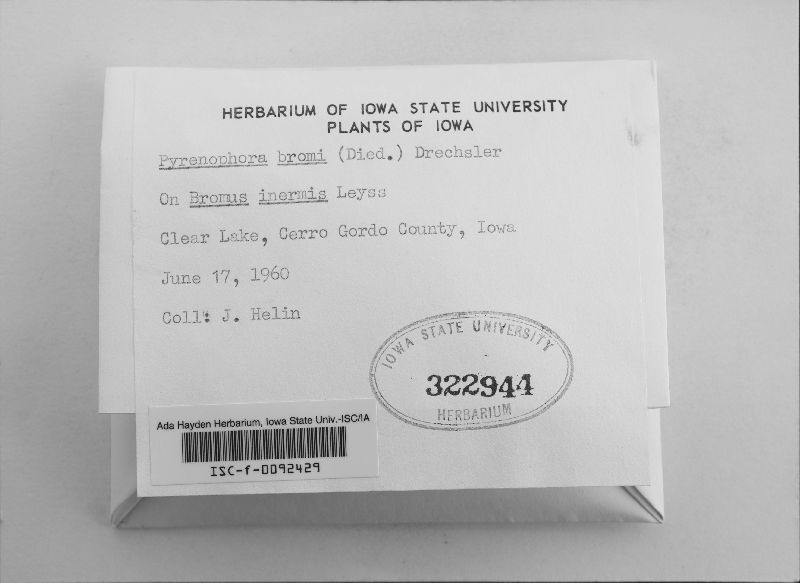 HERBARIUM OF IOWA STATE UNIVERSITY
PLANTS OF IOWA
Pyrenophora bromi (Died.) Drechsler
On Bromus inermis Leyss
Clear Lake, Cerro Gordo County, Iowa
June 17, 1960
Coll: J. Helin
IOWA STATE UNIVERSITY
322944
HERBARIUM
Ada Hayden Herbarium, Iowa State Univ.-ISC/IA
ISC-f-0092429